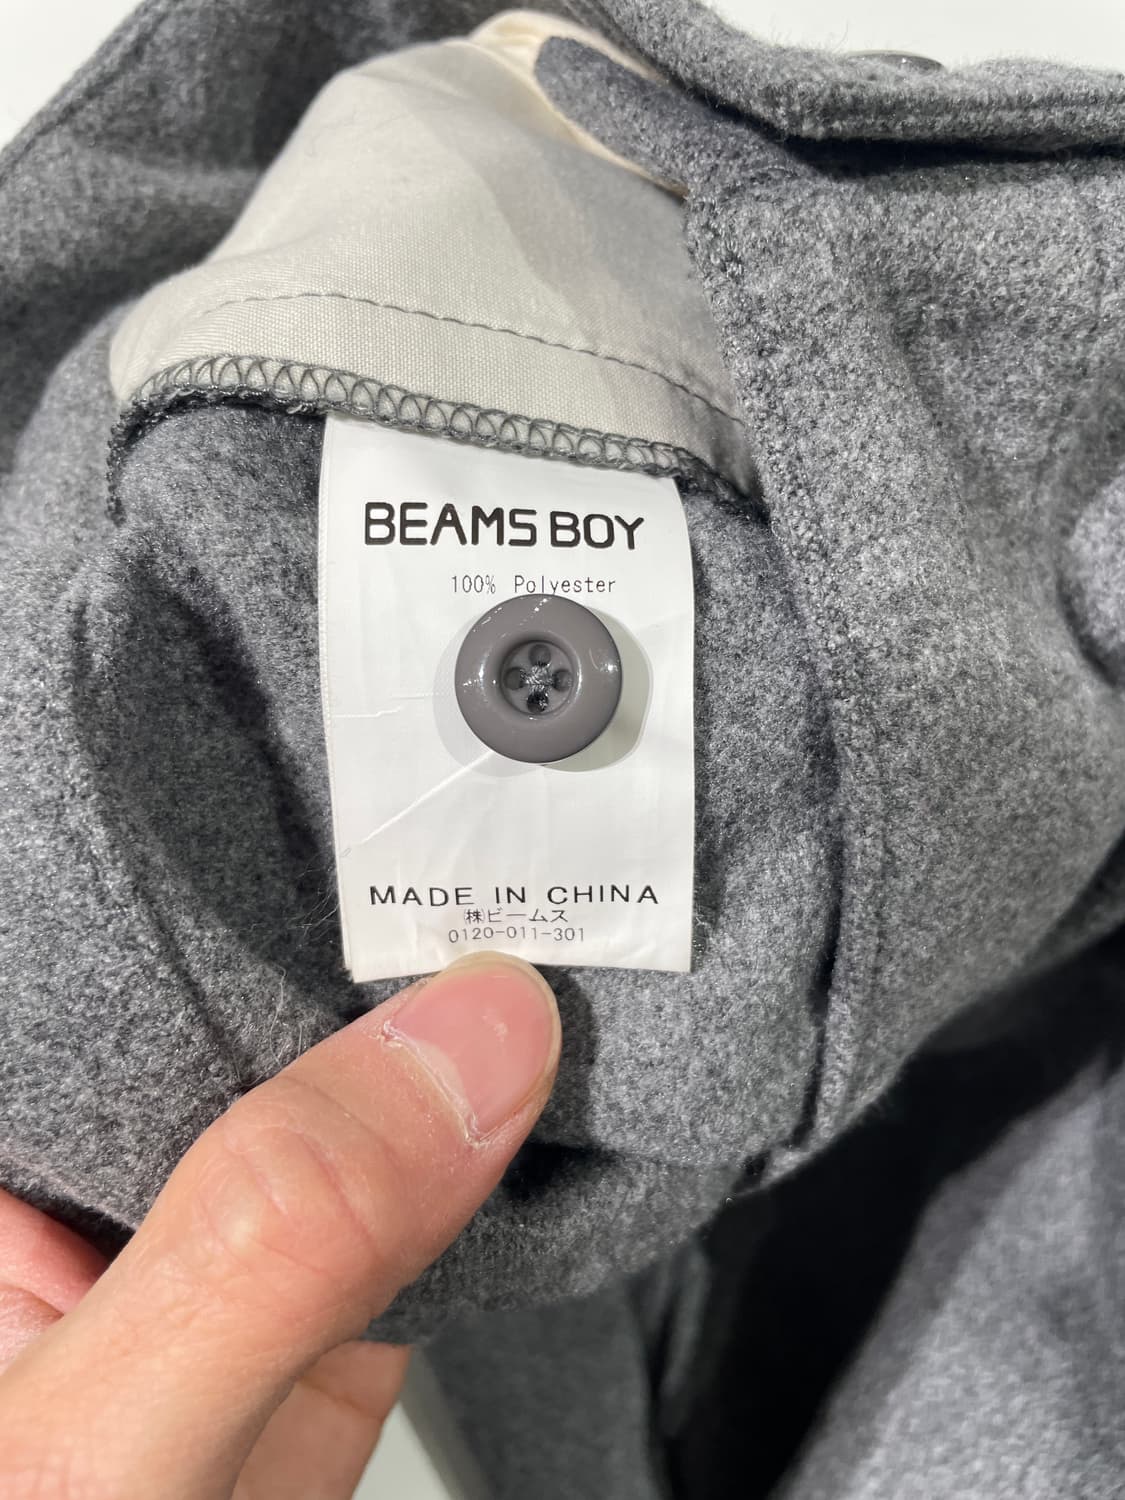 BEAMS BOY
100% Polyester
MADE IN CHINA
㈱ビームス
0120-011-301